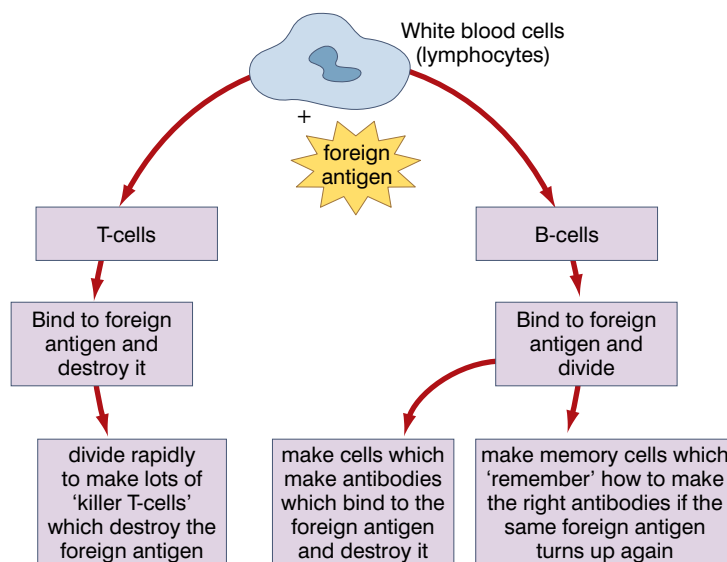 White blood cells
(lymphocytes)
+
foreign
antigen
T-cells
B-cells
Bind to foreign
antigen and
destroy it
Bind to foreign
antigen and
divide
divide rapidly
to make lots of
‘killer T-cells’
which destroy the
foreign antigen
make cells which
make antibodies
which bind to the
foreign antigen
and destroy it
make memory cells which
‘remember’ how to make
the right antibodies if the
same foreign antigen
turns up again